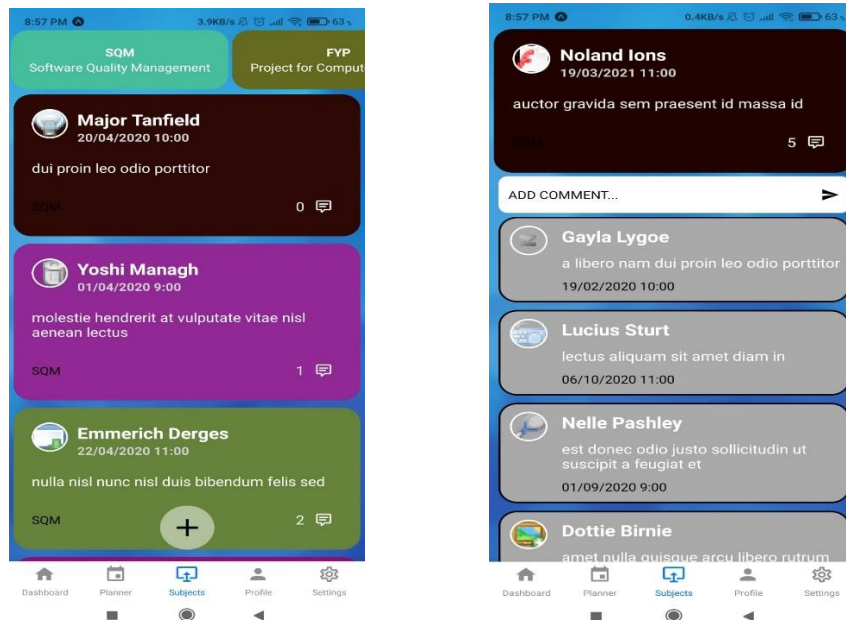 8:57 PM
3.9KB/s
63
SQM
Software Quality Management
FYP
Project for Comput
Major Tanfield
20/04/2020 10:00
dui proin leo odio porttitor
SQM
0
Yoshi Managh
01/04/2020 9:00
molestie hendrerit at vulputate vitae nisl
aenean lectus
SQM
1
Emmerich Derges
22/04/2020 11:00
nulla nisl nunc nisl duis bibendum felis sed
SQM
+
2
Dashboard
Planner
Subjects
Profile
Settings
8:57 PM
0.4KB/s
63
Noland Ions
19/03/2021 11:00
auctor gravida sem praesent id massa id
5
ADD COMMENT...
Gayla Lygoe
a libero nam dui proin leo odio porttitor
19/02/2020 10:00
Lucius Sturt
lectus aliquam sit amet diam in
06/10/2020 11:00
Nelle Pashley
est donec odio justo sollicitudin ut
suscipit a feugiat et
01/09/2020 9:00
Dottie Birnie
amet nulla quisque arcu libero rutrum
Dashboard
Planner
Subjects
Profile
Settings